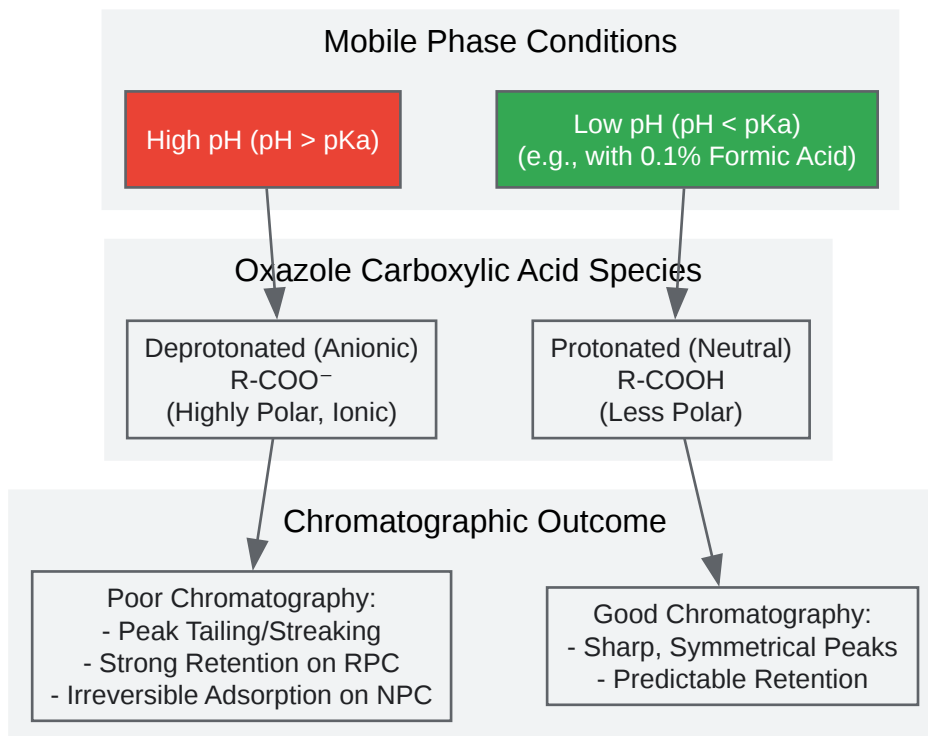 Mobile Phase Conditions
High pH (pH > pKa)
Low pH (pH < pKa)
(e.g., with 0.1% Formic Acid)
Oxazole Carboxylic Acid Species
Deprotonated (Anionic)
R-COO⁻
(Highly Polar, Ionic)
Protonated (Neutral)
R-COOH
(Less Polar)
Chromatographic Outcome
Poor Chromatography:
- Peak Tailing/Streaking
- Strong Retention on RPC
- Irreversible Adsorption on NPC
Good Chromatography:
- Sharp, Symmetrical Peaks
- Predictable Retention